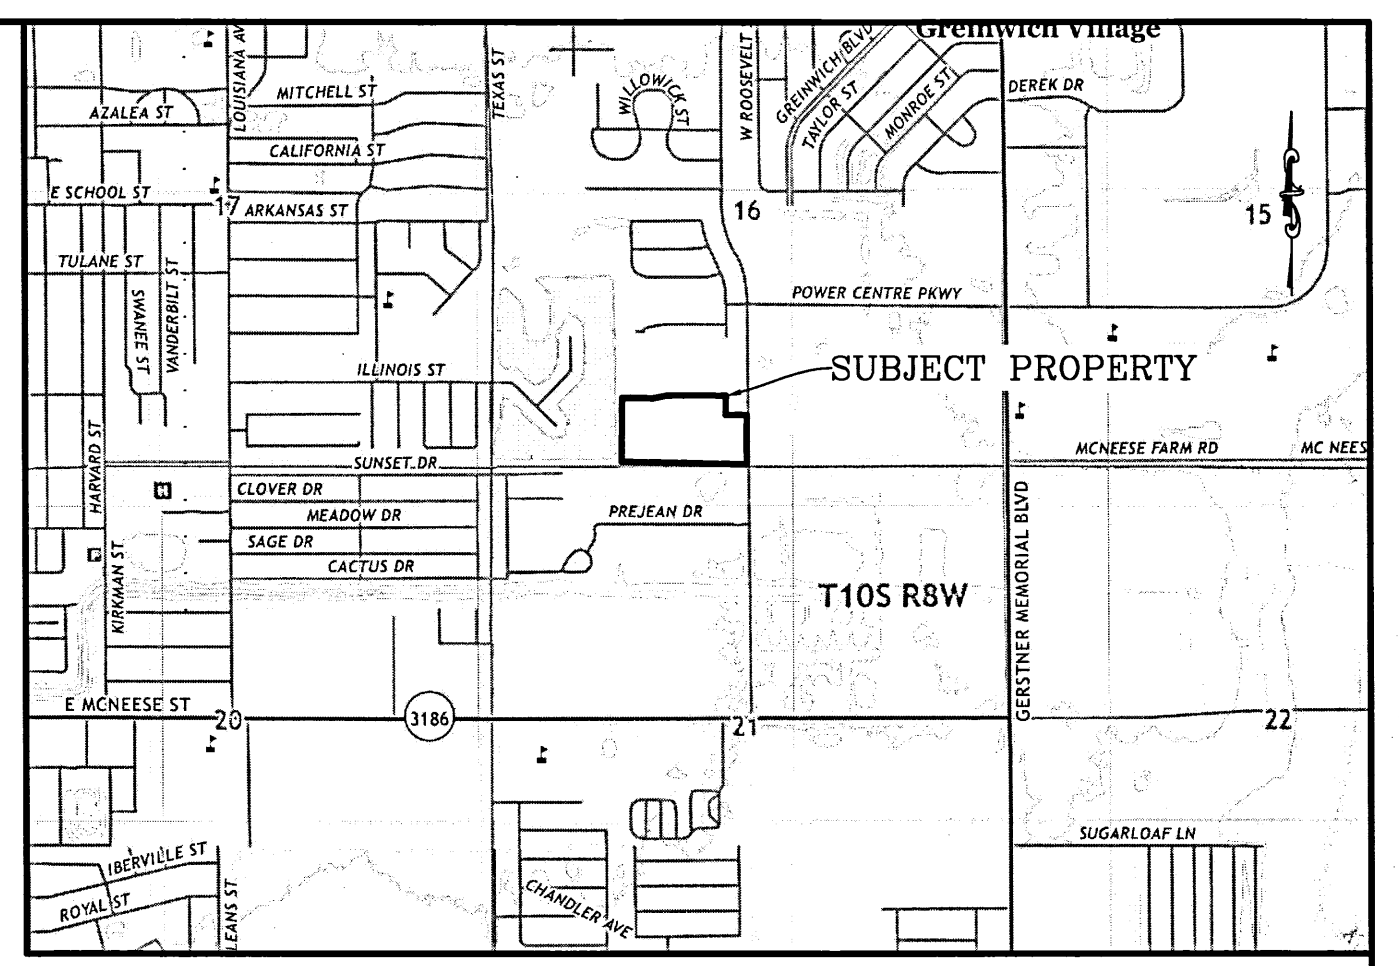 Greinwich Village
LOUISIANA AV
TEXAS ST
W ROOSEVELT
GREINWICH BLVD
MITCHELL ST
WILLOWICK ST
TAYLOR ST
MONROE ST
DEREK DR
AZALEA ST
CALIFORNIA ST
E SCHOOL ST
17
ARKANSAS ST
16
15
TULANE ST
SWANEE ST
VANDERBILT ST
POWER CENTRE PKWY
ILLINOIS ST
SUBJECT PROPERTY
HARVARD ST
SUNSET DR
MCNEESE FARM RD
MC NEES
H
CLOVER DR
MEADOW DR
PREJEAN DR
SAGE DR
CACTUS DR
KIRKMAN ST
T10S R8W
GERSTNER MEMORIAL BLVD
E MCNEESE ST
20
3186
21
22
SUGARLOAF LN
IBERVILLE ST
ROYAL ST
LEANS ST
CHANDLER AVE